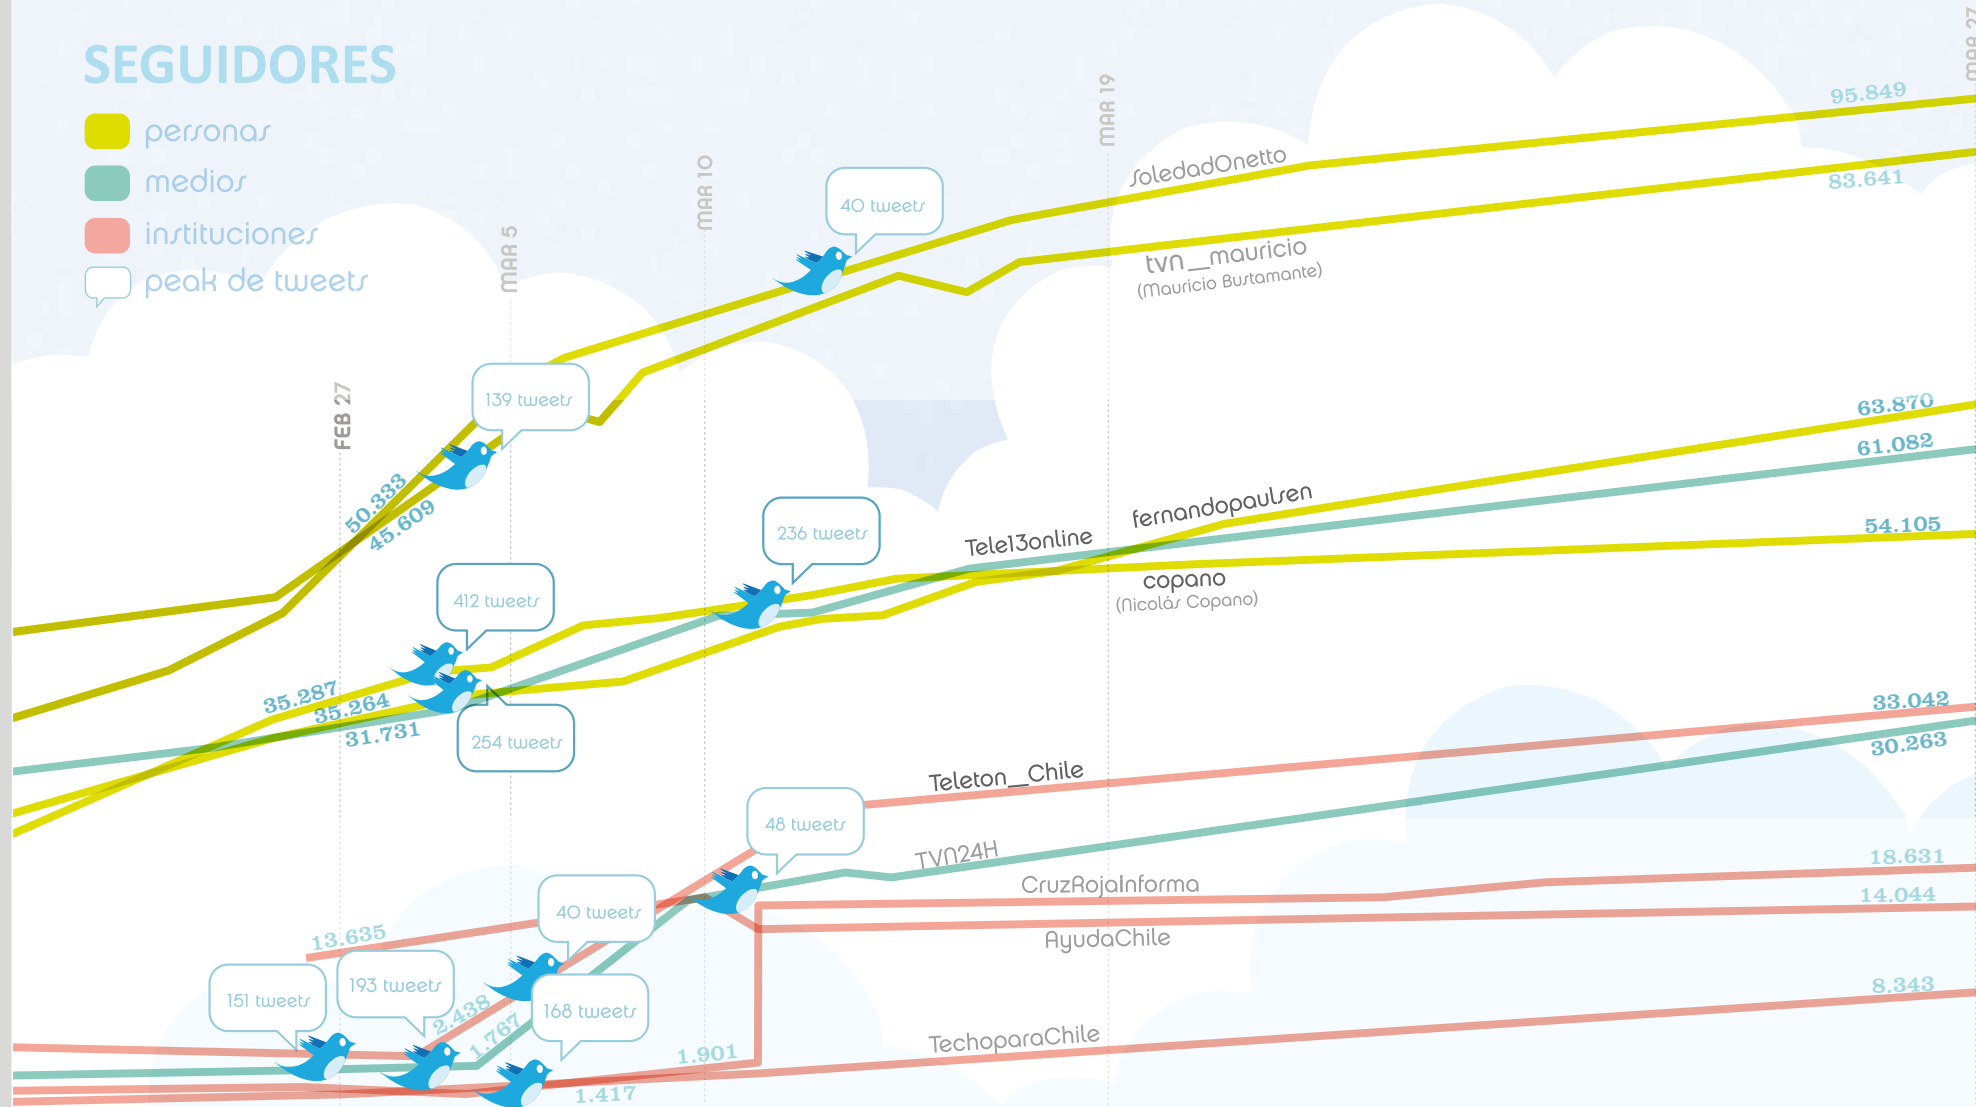 SEGUIDORES
personas
medios
instituciones
peak de tweets
FEB 27
MAR 5
MAR 10
MAR 19
MAR 27
40 tweets
139 tweets
SoledadOnetto
95.849
tvn_mauricio
(Mauricio Bustamante)
83.641
50.333
45.609
412 tweets
236 tweets
254 tweets
Tele13online
fernandopaulsen
copano
(Nicolás Copano)
63.870
61.082
54.105
35.287
35.264
31.731
Teleton_Chile
33.042
48 tweets
TVN24H
30.263
CruzRojaInforma
18.631
14.044
AyudaChile
13.635
40 tweets
151 tweets
193 tweets
168 tweets
2.438
1.767
1.901
1.417
TechoparaChile
8.343